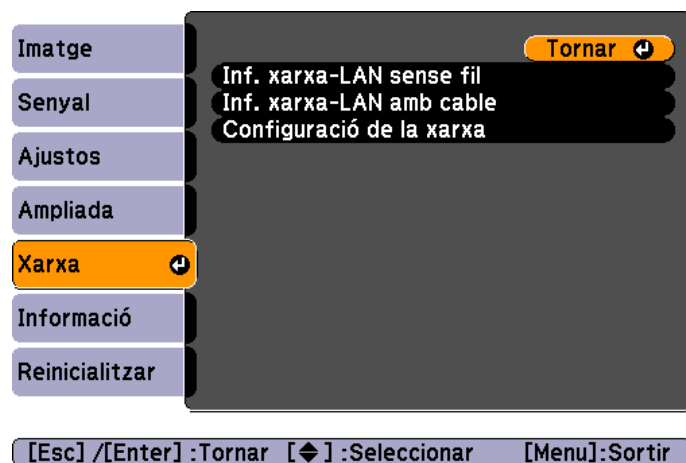 Imatge
Senyal
Ajustos
Ampliada
Xarxa
Informació
Reinicialitzar
Tornar
Inf. xarxa-LAN sense fil
Inf. xarxa-LAN amb cable
Configuració de la xarxa
[Esc] /[Enter] :Tornar [◆] :Seleccionar [Menu]:Sortir